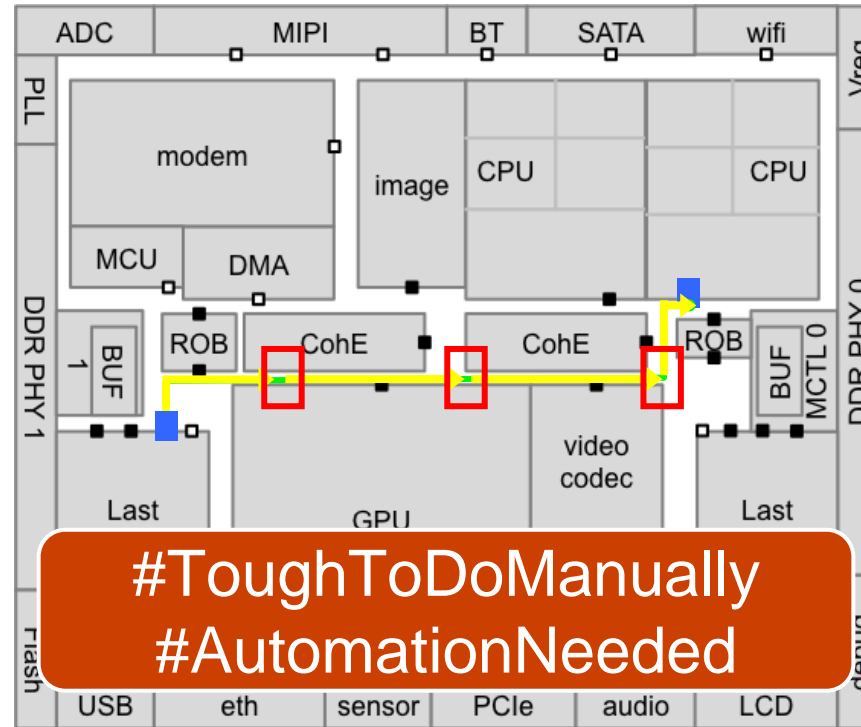 ADC
MIPI
BT
SATA
wifi
Vreg
PLL
modem
image
CPU
CPU
MCU
DMA
DDR PHY 1
DDR PHY 0
1
BUF
ROB
CohE
CohE
ROB
BUF
MCTL 0
video
codec
Last
GPU
Last
#ToughToDoManually
#AutomationNeeded
Flash
debug
USB
eth
sensor
PCIe
audio
LCD